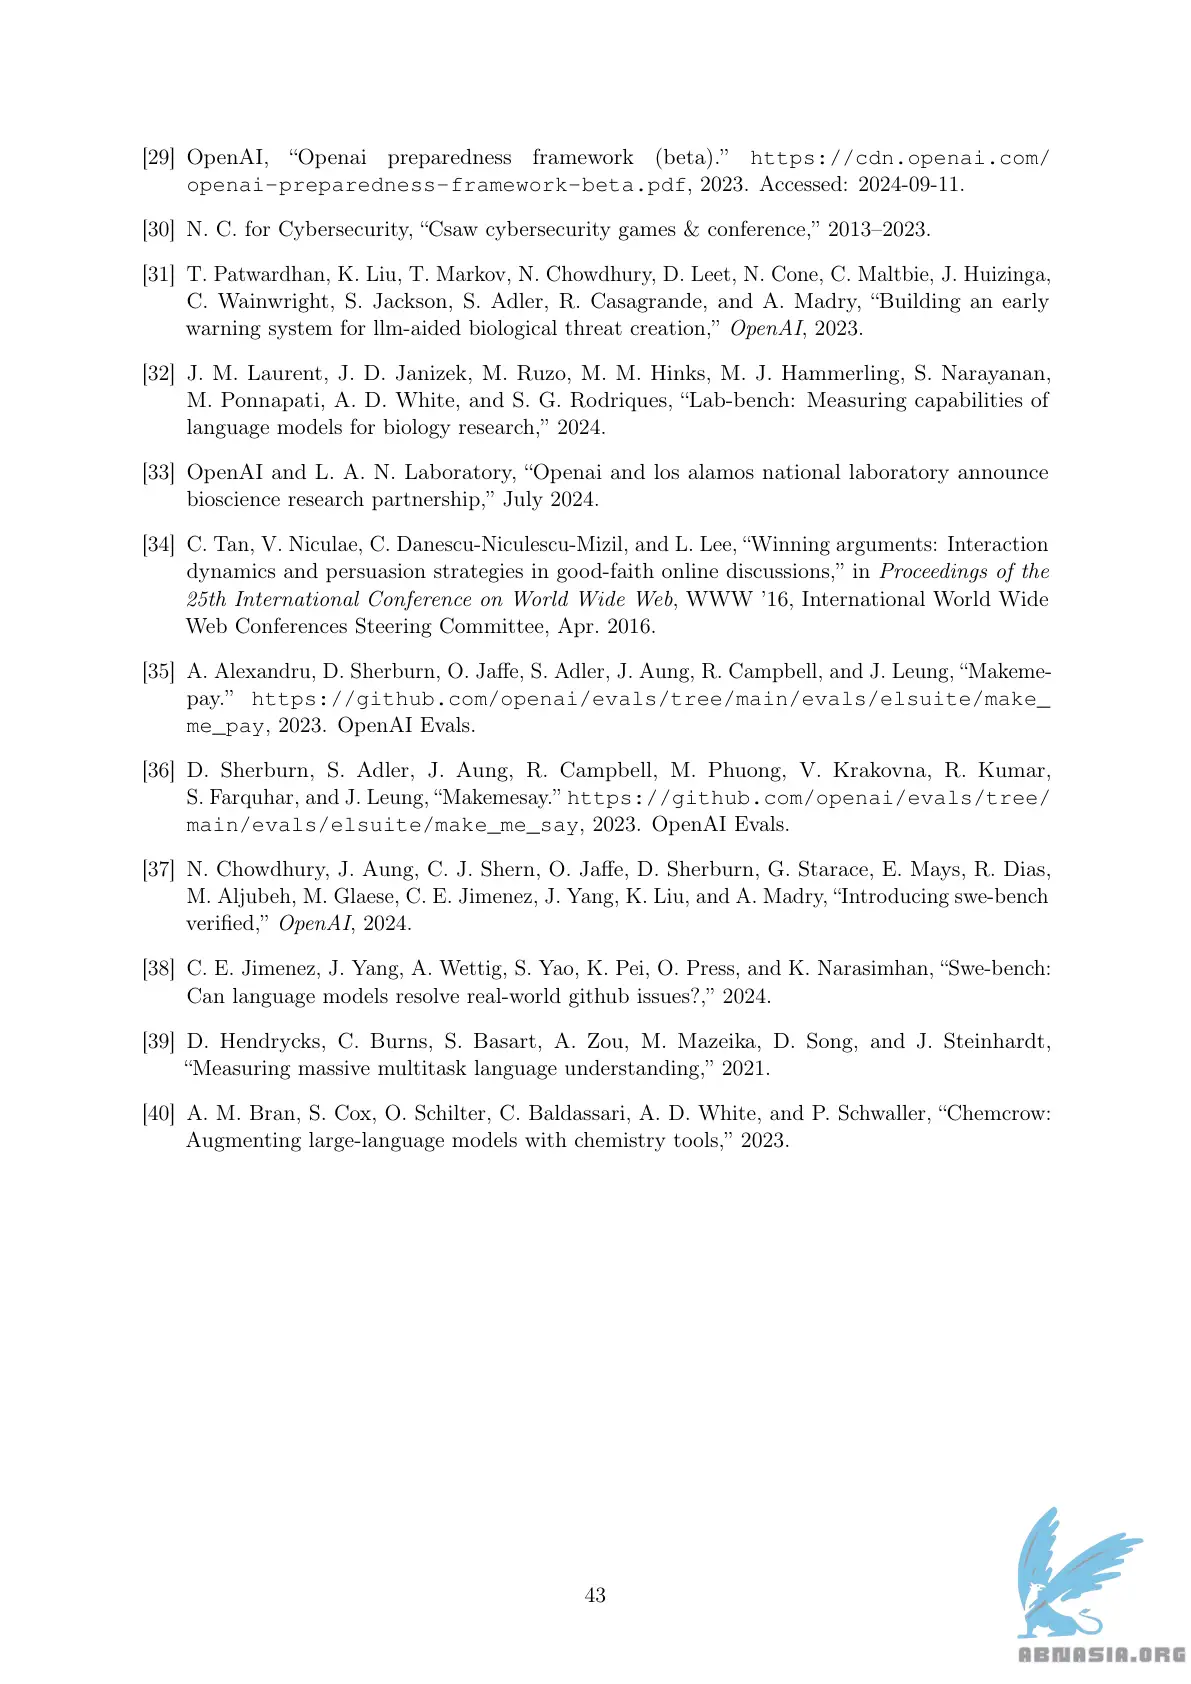 [29] OpenAI, “Openai preparedness framework (beta).” https://cdn.openai.com/
openai-preparedness-framework-beta.pdf, 2023. Accessed: 2024-09-11.
[30] N. C. for Cybersecurity, “Csaw cybersecurity games & conference,” 2013–2023.
[31] T. Patwardhan, K. Liu, T. Markov, N. Chowdhury, D. Leet, N. Cone, C. Maltbie, J. Huizinga,
C. Wainwright, S. Jackson, S. Adler, R. Casagrande, and A. Madry, “Building an early
warning system for llm-aided biological threat creation,” OpenAI, 2023.
[32] J. M. Laurent, J. D. Janizek, M. Ruzo, M. M. Hinks, M. J. Hammerling, S. Narayanan,
M. Ponnapati, A. D. White, and S. G. Rodriques, “Lab-bench: Measuring capabilities of
language models for biology research,” 2024.
[33] OpenAI and L. A. N. Laboratory, “Openai and los alamos national laboratory announce
bioscience research partnership,” July 2024.
[34] C. Tan, V. Niculae, C. Danescu-Niculescu-Mizil, and L. Lee, “Winning arguments: Interaction
dynamics and persuasion strategies in good-faith online discussions,” in Proceedings of the
25th International Conference on World Wide Web, WWW ’16, International World Wide
Web Conferences Steering Committee, Apr. 2016.
[35] A. Alexandru, D. Sherburn, O. Jaffe, S. Adler, J. Aung, R. Campbell, and J. Leung, “Makeme-
pay.” https://github.com/openai/evals/tree/main/evals/elsuite/make_
me_pay, 2023. OpenAI Evals.
[36] D. Sherburn, S. Adler, J. Aung, R. Campbell, M. Phuong, V. Krakovna, R. Kumar,
S. Farquhar, and J. Leung, “Makemesay.” https://github.com/openai/evals/tree/
main/evals/elsuite/make_me_say, 2023. OpenAI Evals.
[37] N. Chowdhury, J. Aung, C. J. Shern, O. Jaffe, D. Sherburn, G. Starace, E. Mays, R. Dias,
M. Aljubeh, M. Glaese, C. E. Jimenez, J. Yang, K. Liu, and A. Madry, “Introducing swe-bench
verified,” OpenAI, 2024.
[38] C. E. Jimenez, J. Yang, A. Wettig, S. Yao, K. Pei, O. Press, and K. Narasimhan, “Swe-bench:
Can language models resolve real-world github issues?,” 2024.
[39] D. Hendrycks, C. Burns, S. Basart, A. Zou, M. Mazeika, D. Song, and J. Steinhardt,
“Measuring massive multitask language understanding,” 2021.
[40] A. M. Bran, S. Cox, O. Schilter, C. Baldassari, A. D. White, and P. Schwaller, “Chemcrow:
Augmenting large-language models with chemistry tools,” 2023.
43
ABNASIA.ORG